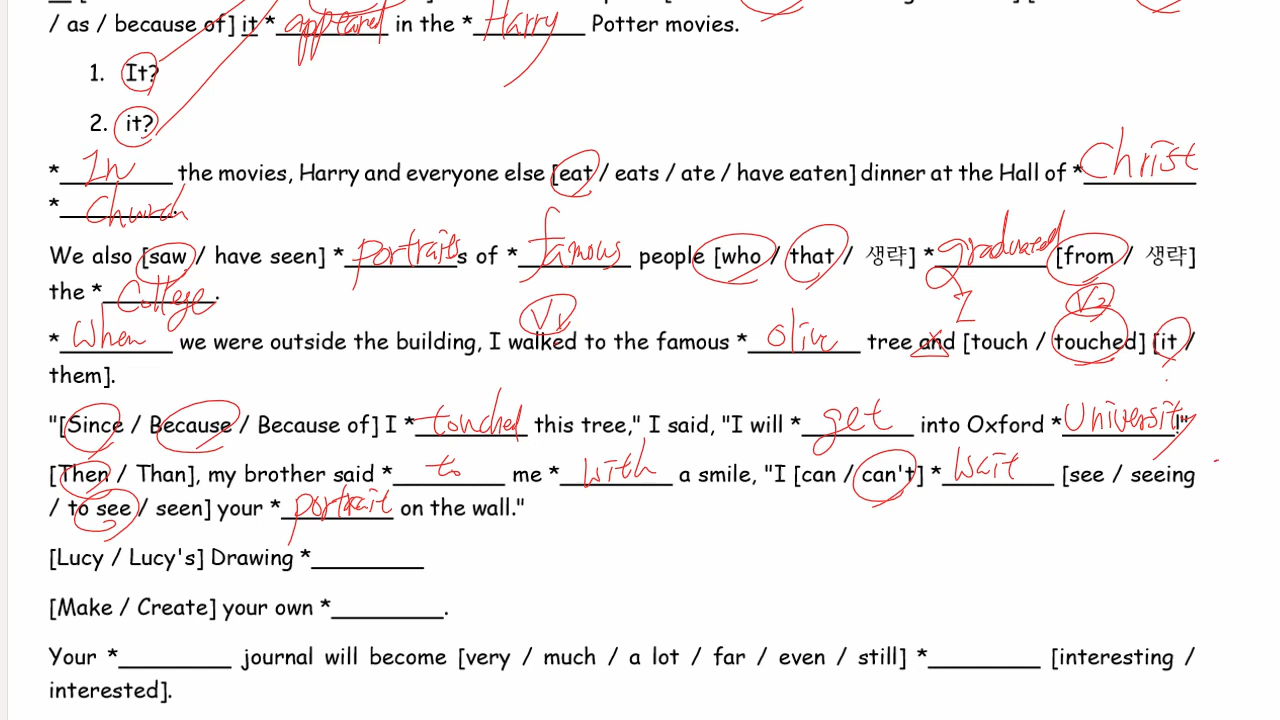 / as / because of] it * appeared in the * Harry Potter movies.
1. It?
2. it?
* In the movies, Harry and everyone else [eat / eats / ate / have eaten] dinner at the Hall of * Christ
* Church.
We also [saw / have seen] * portraits s of * famous people [who / that / 생략] * graduated [from / 생략]
the * College.
V1 V2
* When we were outside the building, I walked to the famous * olive tree and [touch / touched] [it /
them].
"[Since / Because / Because of] I * touched this tree," I said, "I will * get into Oxford * University!"
[Then / Than], my brother said * to me * with a smile, "I [can / can't] * wait [see / seeing
/ to see / seen] your * portrait on the wall."
[Lucy / Lucy's] Drawing *
[Make / Create] your own *.
Your * journal will become [very / much / a lot / far / even / still] * [interesting /
interested].